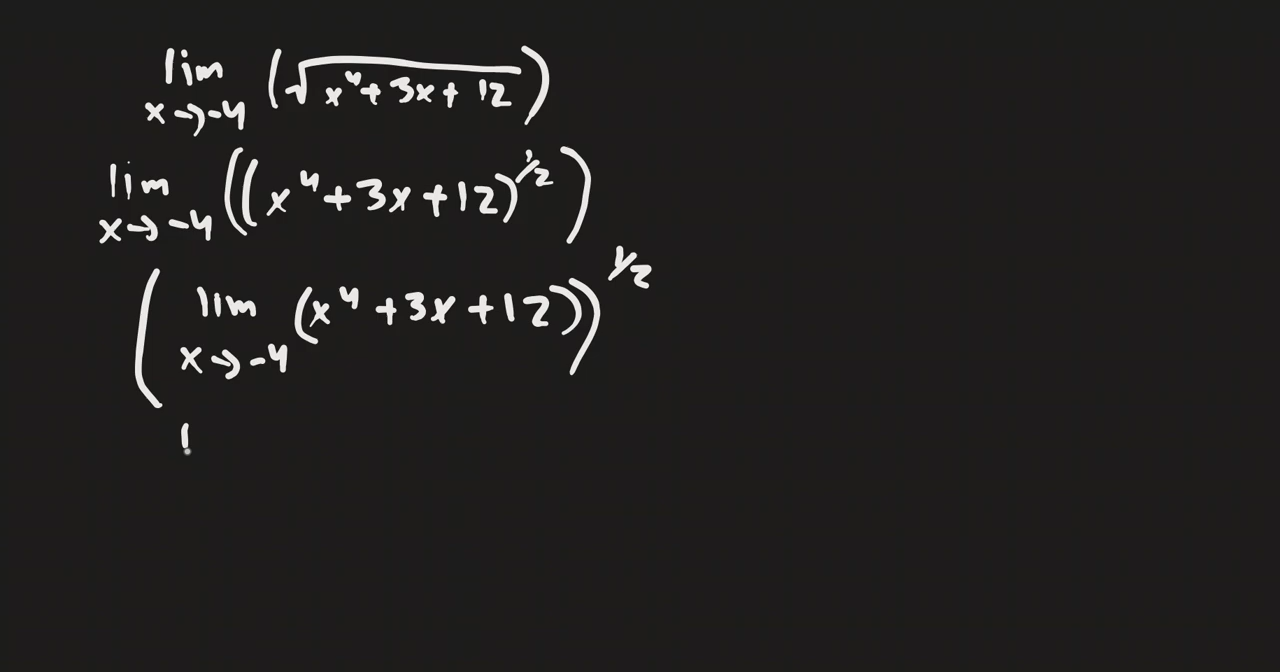 lim x→-4 (√(x⁴+3x+12))
lim x→-4 ((x⁴+3x+12)^1/2)
(lim x→-4 (x⁴+3x+12))^1/2